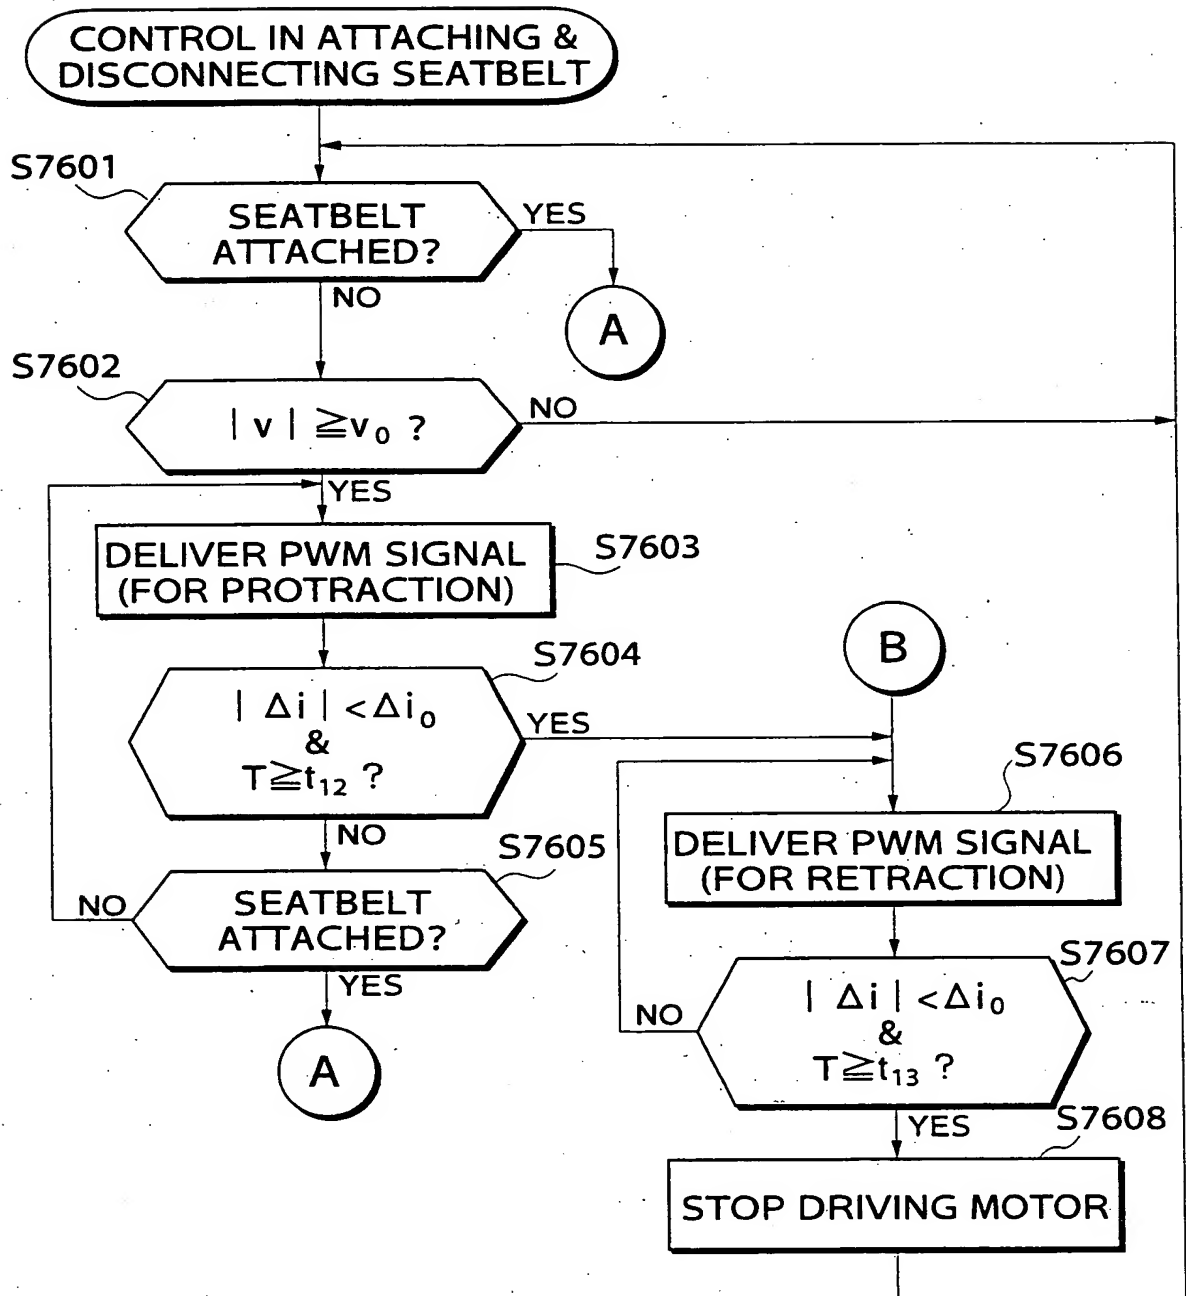 CONTROL IN ATTACHING &
DISCONNECTING SEATBELT
S7601
SEATBELT
ATTACHED?
YES
NO
A
S7602
| v | ≧v₀ ?
NO
YES
DELIVER PWM SIGNAL
(FOR PROTRACTION)
S7603
S7604
| Δi | <Δi₀
&
T≧t₁₂ ?
YES
NO
S7605
SEATBELT
ATTACHED?
NO
YES
A
B
S7606
DELIVER PWM SIGNAL
(FOR RETRACTION)
S7607
| Δi | <Δi₀
&
T≧t₁₃ ?
NO
YES
S7608
STOP DRIVING MOTOR